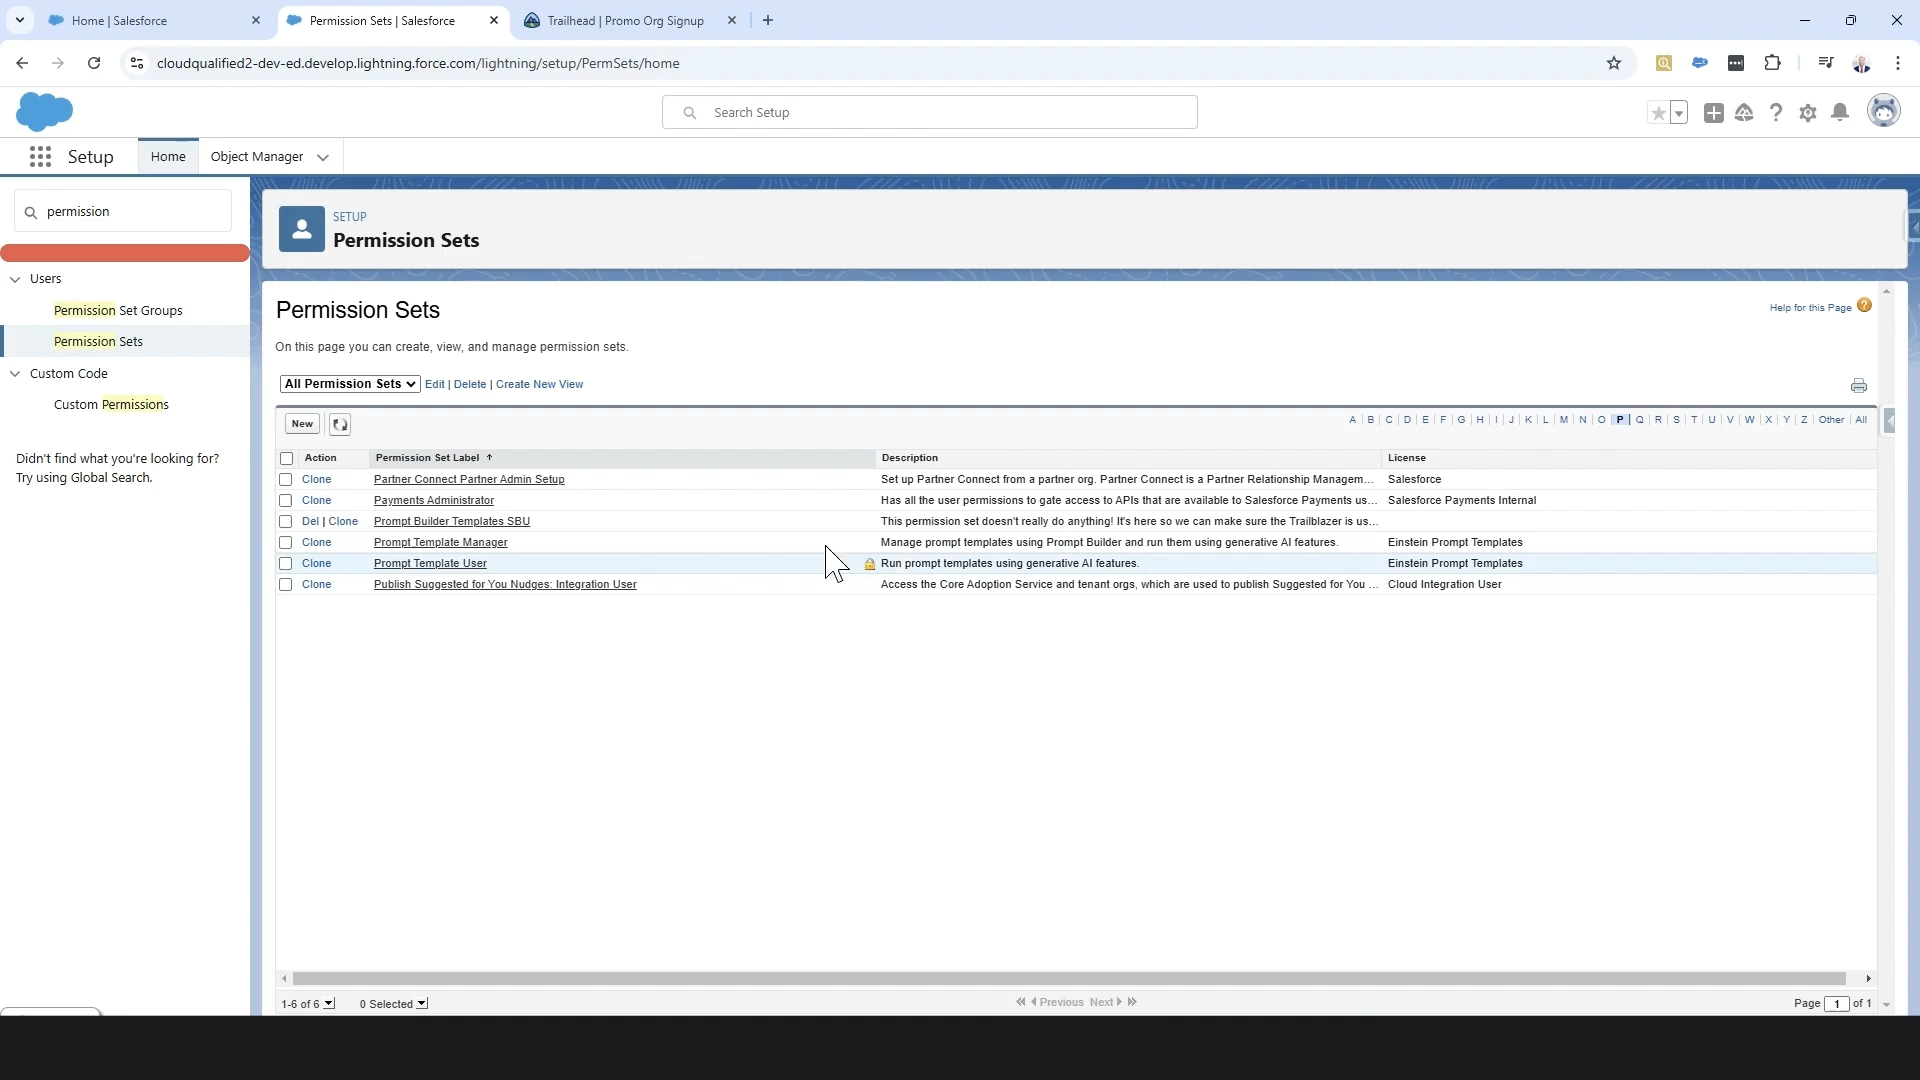 Home | Salesforce
Permission Sets | Salesforce
Trailhead | Promo Org Signup
cloudqualified2-dev-ed.develop.lightning.force.com/lightning/setup/PermSets/home
Search Setup
Setup
Home
Object Manager
permission
Users
Permission Set Groups
Permission Sets
Custom Code
Custom Permissions
Didn't find what you're looking for?
Try using Global Search.
SETUP
Permission Sets
Permission Sets
Help for this Page ?
On this page you can create, view, and manage permission sets.
All Permission Sets Edit | Delete | Create New View
New A | B | C | D | E | F | G | H | I | J | K | L | M | N | O | P | Q | R | S | T | U | V | W | X | Y | Z | Other | All
Action Permission Set Label Description License
Clone Partner Connect Partner Admin Setup Set up Partner Connect from a partner org. Partner Connect is a Partner Relationship Managem... Salesforce
Clone Payments Administrator Has all the user permissions to gate access to APIs that are available to Salesforce Payments us... Salesforce Payments Internal
Del | Clone Prompt Builder Templates SBU This permission set doesn't really do anything! It's here so we can make sure the Trailblazer is us...
Clone Prompt Template Manager Manage prompt templates using Prompt Builder and run them using generative AI features. Einstein Prompt Templates
Clone Prompt Template User Run prompt templates using generative AI features. Einstein Prompt Templates
Clone Publish Suggested for You Nudges: Integration User Access the Core Adoption Service and tenant orgs, which are used to publish Suggested for You ... Cloud Integration User
1-6 of 6 0 Selected Previous Next Page 1 of 1